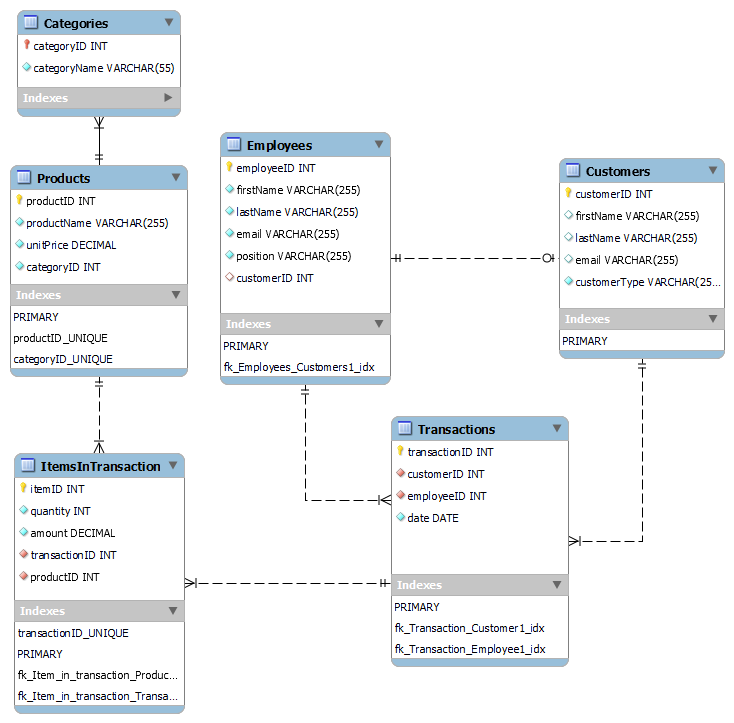 Categories
categoryID INT
categoryName VARCHAR(55)
Indexes
Products
productID INT
productName VARCHAR(255)
unitPrice DECIMAL
categoryID INT
Indexes
PRIMARY
productID_UNIQUE
categoryID_UNIQUE
Employees
employeeID INT
firstName VARCHAR(255)
lastName VARCHAR(255)
email VARCHAR(255)
position VARCHAR(255)
customerID INT
Indexes
PRIMARY
fk_Employees_Customers1_idx
Customers
customerID INT
firstName VARCHAR(255)
lastName VARCHAR(255)
email VARCHAR(255)
customerType VARCHAR(25...
Indexes
PRIMARY
ItemsInTransaction
itemID INT
quantity INT
amount DECIMAL
transactionID INT
productID INT
Indexes
transactionID_UNIQUE
PRIMARY
fk_Item_in_transaction_Produc...
fk_Item_in_transaction_Transa...
Transactions
transactionID INT
customerID INT
employeeID INT
date DATE
Indexes
PRIMARY
fk_Transaction_Customer1_idx
fk_Transaction_Employee1_idx